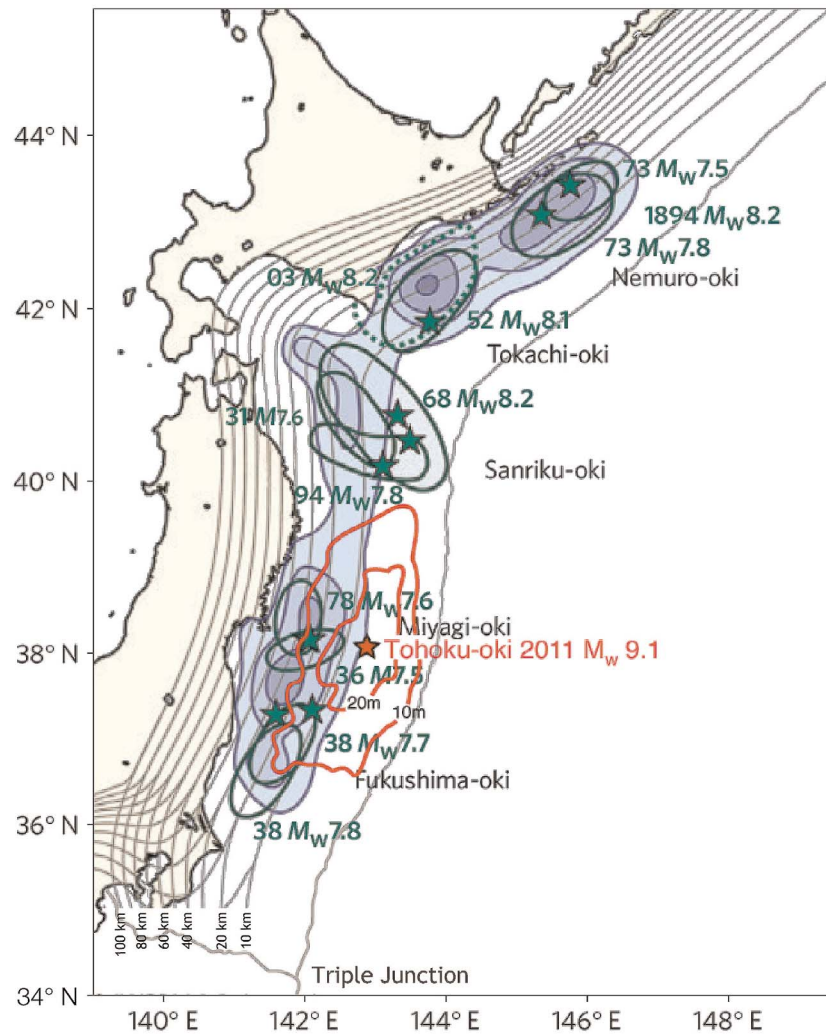 44° N
42° N
40° N
38° N
36° N
34° N
73 Mw7.5
1894 Mw8.2
73 Mw7.8
Nemuro-oki
03 Mw8.2
52 Mw8.1
Tokachi-oki
68 Mw8.2
31 M7.6
Sanriku-oki
94 Mw7.8
78 Mw7.6
Miyagi-oki
Tohoku-oki 2011 Mw 9.1
36 M7.5
20m
10m
38 Mw7.7
Fukushima-oki
38 Mw7.8
100 km
80 km
60 km
40 km
20 km
10 km
Triple Junction
140° E
142° E
144° E
146° E
148° E